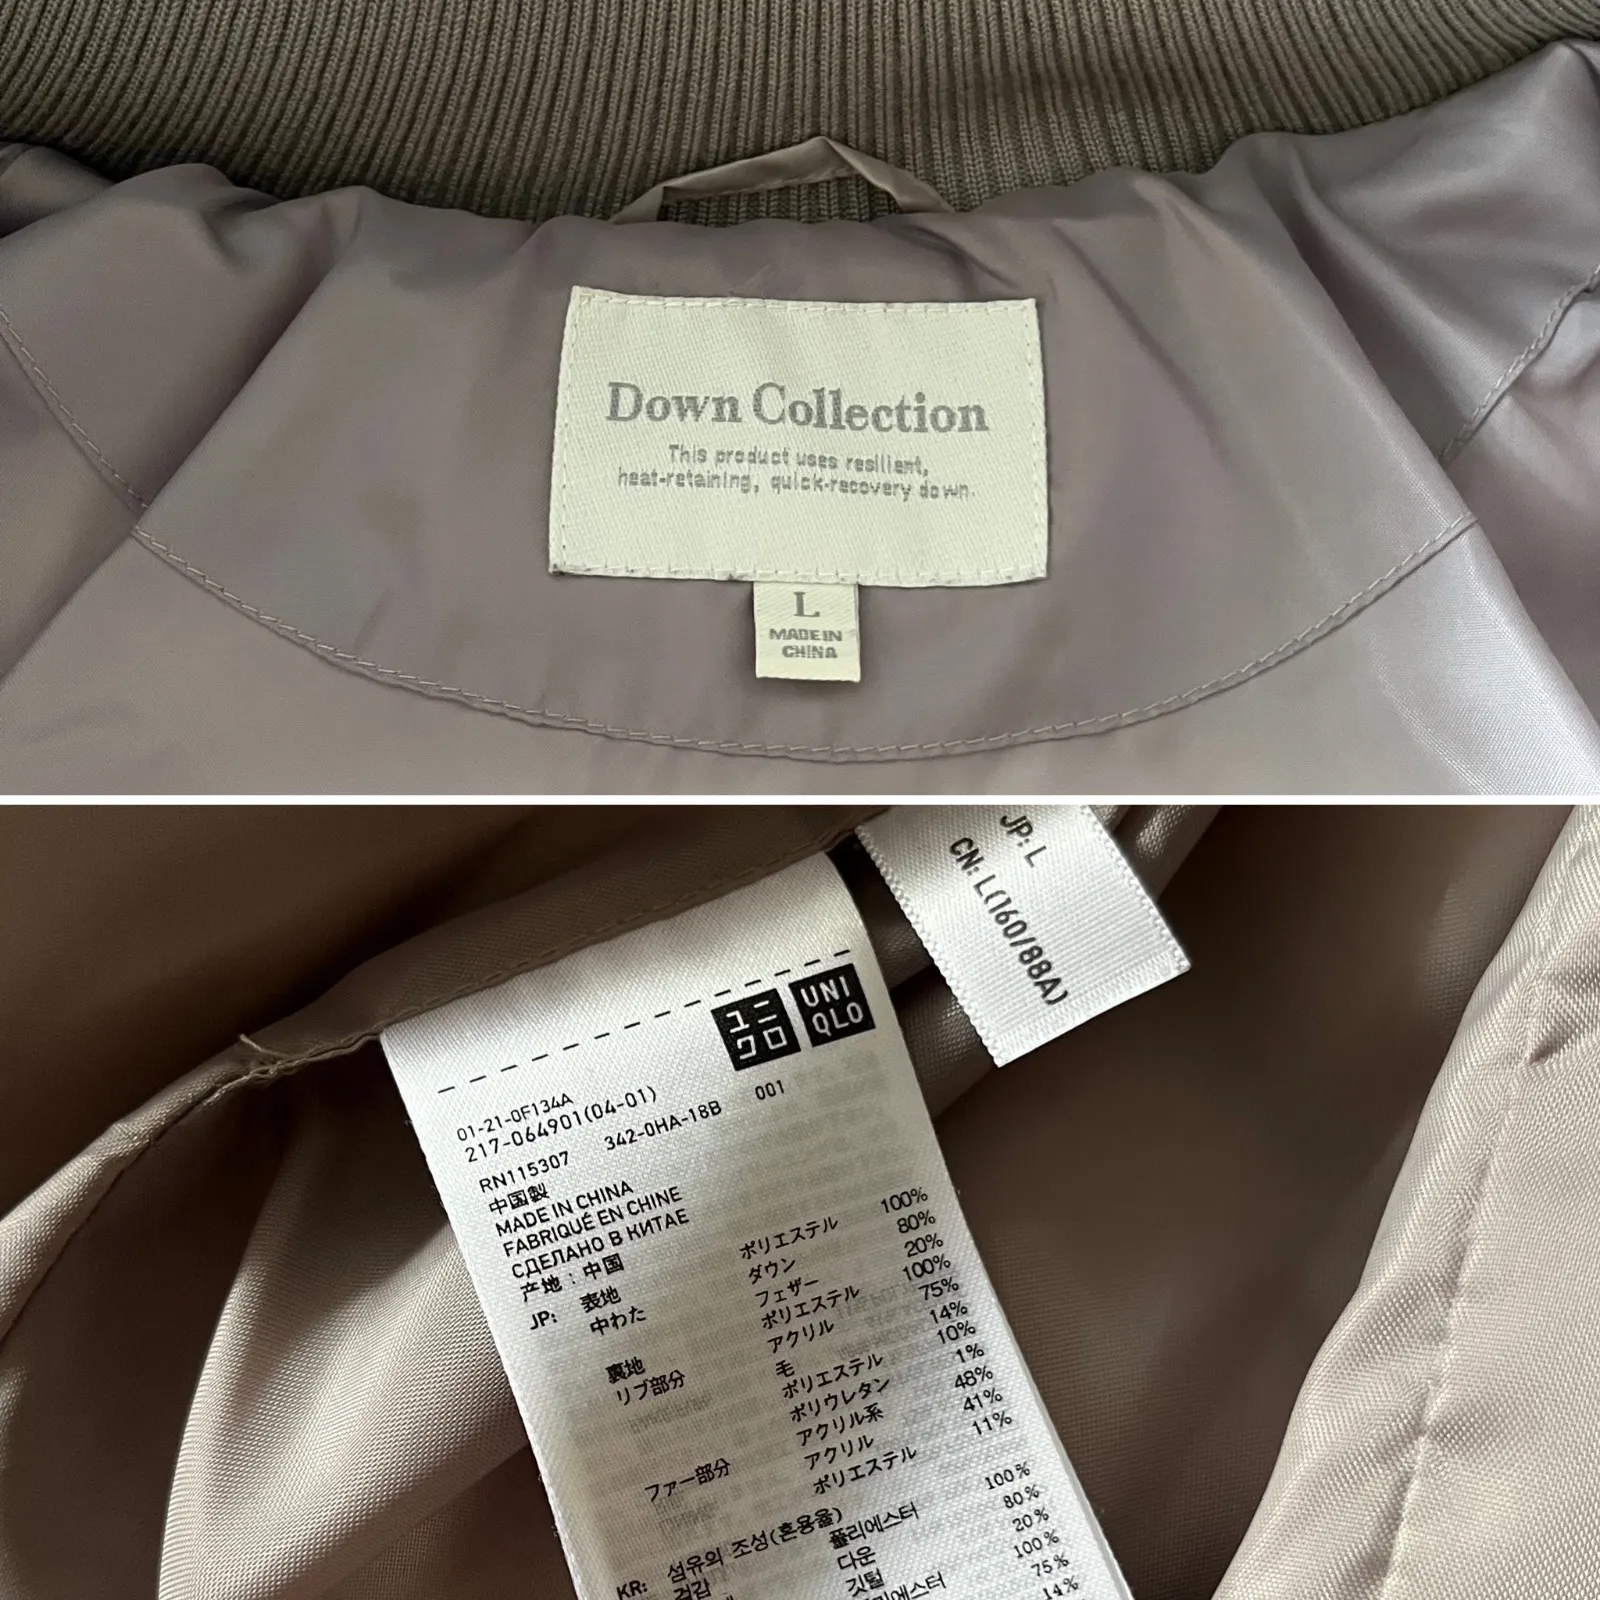 Down Collection
This product uses resilient,
heat-retaining, quick-recovery down.
L
MADE IN
CHINA
JP: L
CN: L(160/88A)
ユニ
クロ
UNI
QLO
01-21-0F134A
217-064901(04-01)
342-0HA-18B 001
RN115307
中国製
MADE IN CHINA
FABRIQUÉ EN CHINE
СДЕЛАНО В КИТАЕ
产地：中国
JP: 表地 ポリエステル 100%
中わた ダウン 80%
フェザー 20%
裏地 ポリエステル 100%
リブ部分 アクリル 75%
毛 14%
ポリエステル 10%
ポリウレタン 1%
ファー部分 アクリル系 48%
アクリル 41%
ポリエステル 11%
KR: 섬유의 조성(혼용율)
겉감 폴리에스터 100%
다운 80%
깃털 20%
폴리에스터 100%
75%
14%